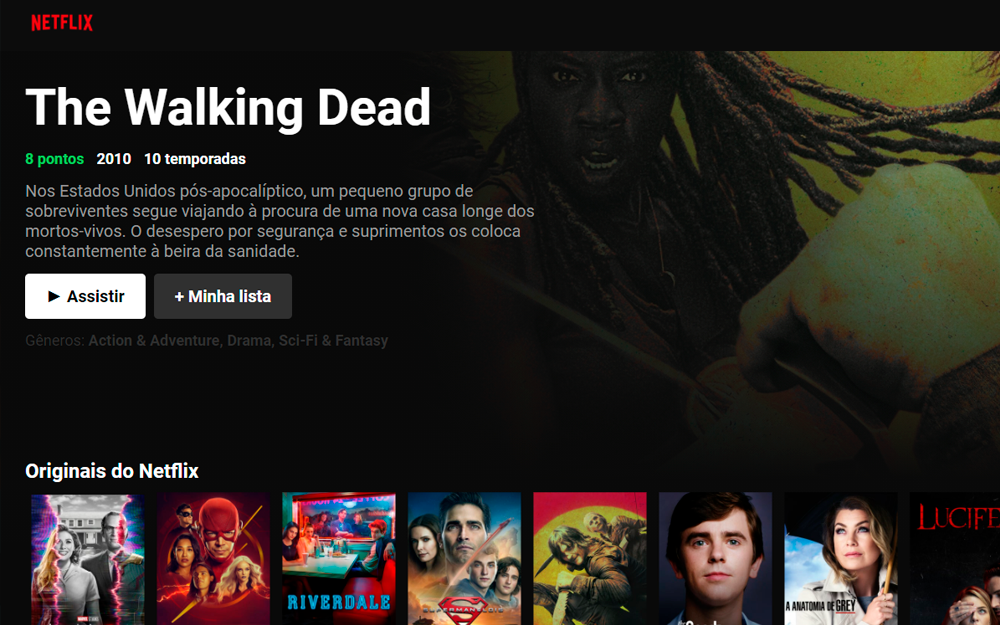 NETFLIX
The Walking Dead
8 pontos 2010 10 temporadas
Nos Estados Unidos pós-apocalíptico, um pequeno grupo de
sobreviventes segue viajando à procura de uma nova casa longe dos
mortos-vivos. O desespero por segurança e suprimentos os coloca
constantemente à beira da sanidade.
▶ Assistir
+ Minha lista
Gêneros: Action & Adventure, Drama, Sci-Fi & Fantasy
Originais do Netflix
RIVERDALE
SUPERMAN & LOIS
A ANATOMIA DE GREY
LUCIFE